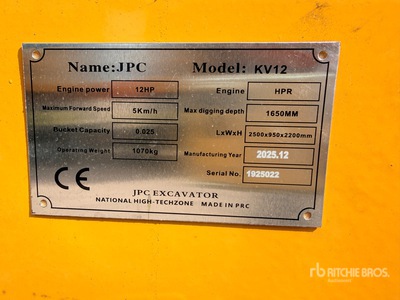 Name:JPC Model: KV12
Engine power 12HP Engine HPR
Maximum Forward Speed 5Km/h Max digging depth 1650MM
Bucket Capacity 0.025 LxWxH 2500x950x2200mm
Operating Weight 1070kg Manufacturing Year 2025.12
Serial No. 1925022
CE
JPC EXCAVATOR
NATIONAL HIGH-TECHZONE MADE IN PRC
rb RITCHIE BROS.